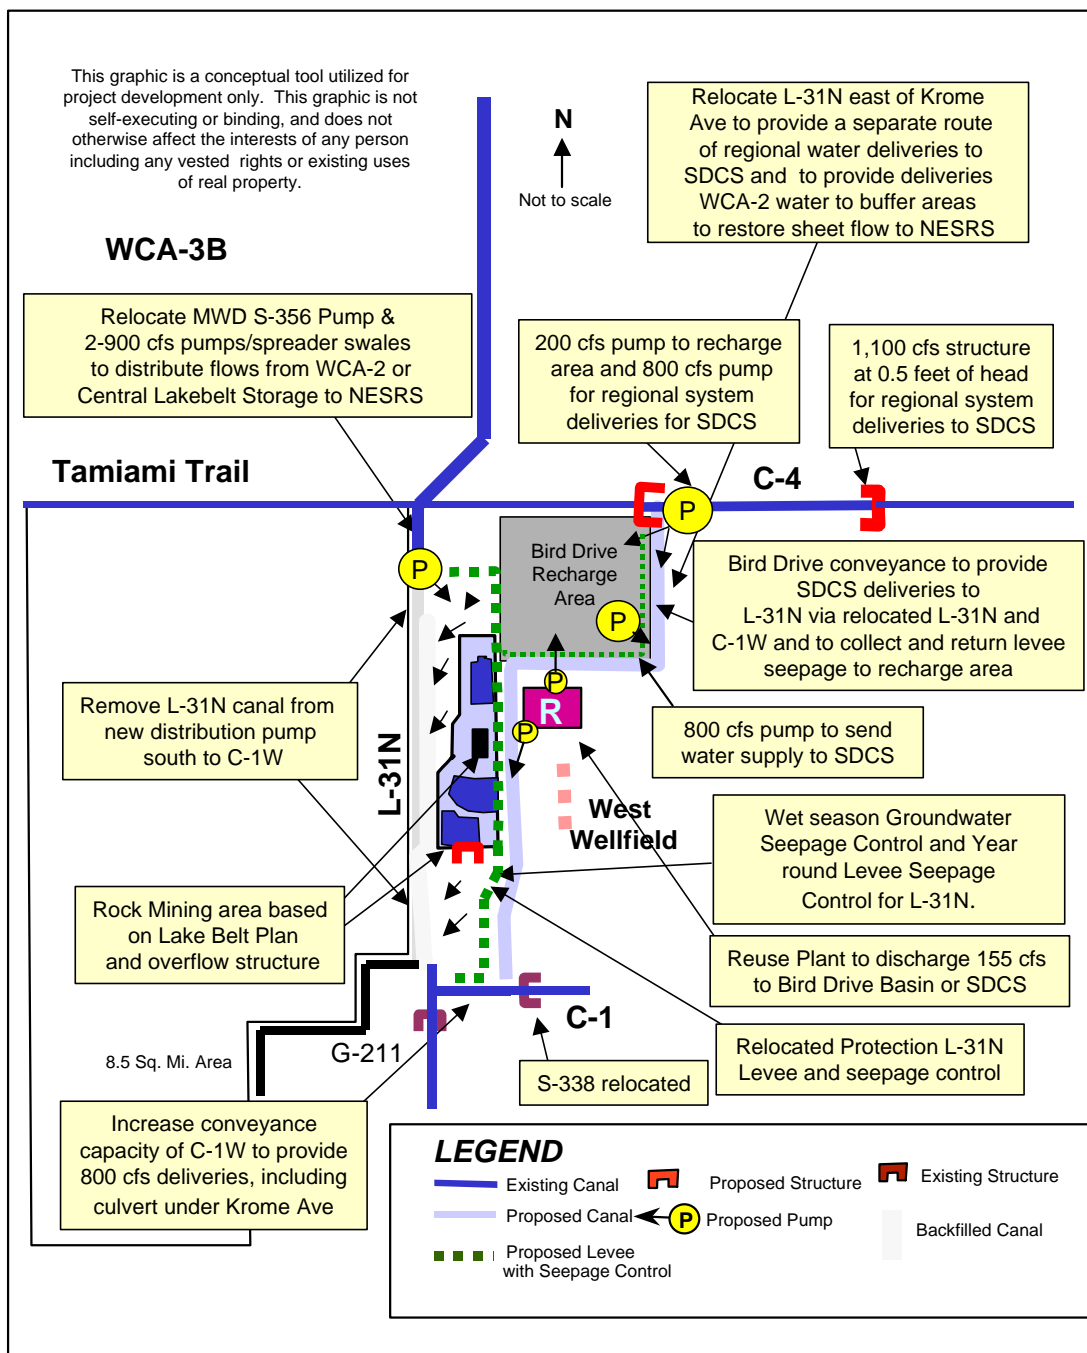 This graphic is a conceptual tool utilized for
project development only. This graphic is not
self-executing or binding, and does not
otherwise affect the interests of any person
including any vested rights or existing uses
of real property.
N
Not to scale
Relocate L-31N east of Krome
Ave to provide a separate route
of regional water deliveries to
SDCS and to provide deliveries
WCA-2 water to buffer areas
to restore sheet flow to NESRS
WCA-3B
Relocate MWD S-356 Pump &
2-900 cfs pumps/spreader swales
to distribute flows from WCA-2 or
Central Lakebelt Storage to NESRS
200 cfs pump to recharge
area and 800 cfs pump
for regional system
deliveries for SDCS
1,100 cfs structure
at 0.5 feet of head
for regional system
deliveries to SDCS
Tamiami Trail
C-4
P
P
Bird Drive
Recharge
Area
P
Bird Drive conveyance to provide
SDCS deliveries to
L-31N via relocated L-31N and
C-1W and to collect and return levee
seepage to recharge area
Remove L-31N canal from
new distribution pump
south to C-1W
L-31N
P
R
P
800 cfs pump to send
water supply to SDCS
West
Wellfield
Wet season Groundwater
Seepage Control and Year
round Levee Seepage
Control for L-31N.
Rock Mining area based
on Lake Belt Plan
and overflow structure
Reuse Plant to discharge 155 cfs
to Bird Drive Basin or SDCS
C-1
G-211
8.5 Sq. Mi. Area
S-338 relocated
Relocated Protection L-31N
Levee and seepage control
Increase conveyance
capacity of C-1W to provide
800 cfs deliveries, including
culvert under Krome Ave
LEGEND
Existing Canal
Proposed Structure
Existing Structure
Proposed Canal
P
Proposed Pump
Backfilled Canal
Proposed Levee
with Seepage Control